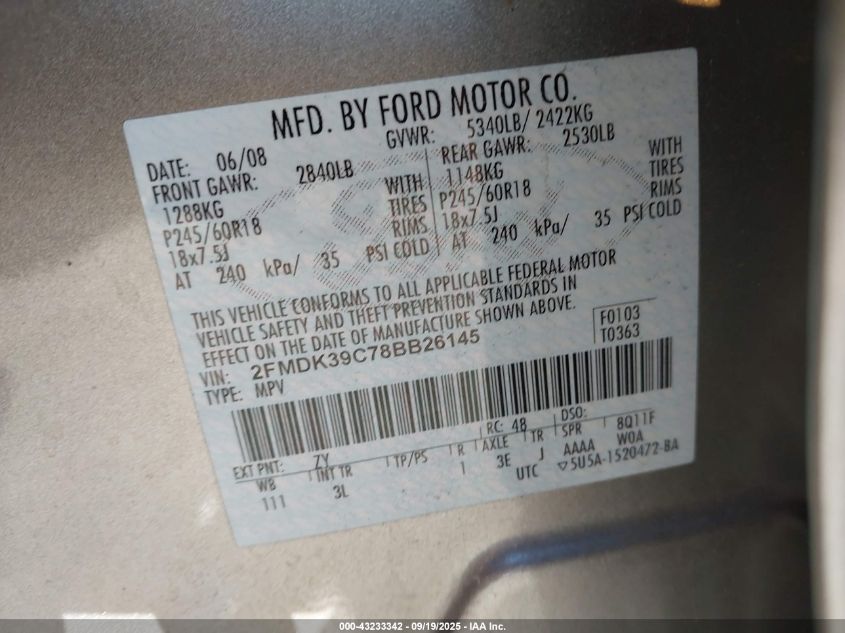 MFD. BY FORD MOTOR CO.
DATE: 06/08 GVWR: 5340LB/ 2422KG
FRONT GAWR: 2840LB REAR GAWR: 2530LB
1288KG WITH 1148KG WITH
P245/60R18 TIRES P245/60R18 TIRES
18x7.5J RIMS 18x7.5J RIMS
AT 240 kPa/ 35 PSI COLD AT 240 kPa/ 35 PSI COLD
THIS VEHICLE CONFORMS TO ALL APPLICABLE FEDERAL MOTOR
VEHICLE SAFETY AND THEFT PREVENTION STANDARDS IN
EFFECT ON THE DATE OF MANUFACTURE SHOWN ABOVE.
VIN: 2FMDK39C78BB26145 F0103
TYPE: MPV T0363
EXT PNT: ZY RC: 48 DSO:
WB INT TR TP/PS R AXLE TR SPR 8Q11F
111 3L I 3E J AAAA W0A
UTC ▽5U5A-1520472-BA
000-43233342 - 09/19/2025 - IAA Inc.